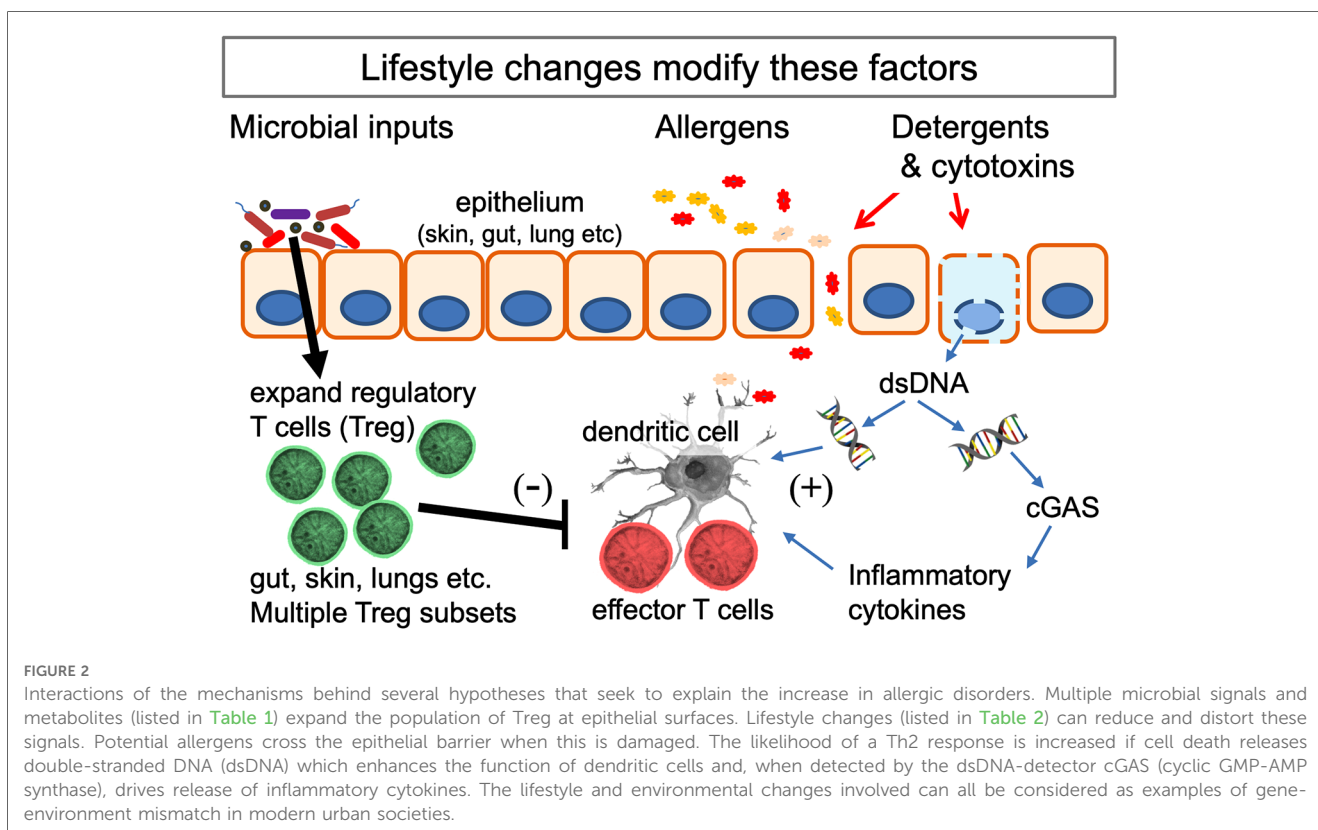 Lifestyle changes modify these factors
Microbial inputs
Allergens
Detergents
& cytotoxins
epithelium
(skin, gut, lung etc)
expand regulatory
T cells (Treg)
dendritic cell
dsDNA
(-)
(+)
cGAS
gut, skin, lungs etc.
Multiple Treg subsets
effector T cells
Inflammatory
cytokines
FIGURE 2
Interactions of the mechanisms behind several hypotheses that seek to explain the increase in allergic disorders. Multiple microbial signals and
metabolites (listed in Table 1) expand the population of Treg at epithelial surfaces. Lifestyle changes (listed in Table 2) can reduce and distort these
signals. Potential allergens cross the epithelial barrier when this is damaged. The likelihood of a Th2 response is increased if cell death releases
double-stranded DNA (dsDNA) which enhances the function of dendritic cells and, when detected by the dsDNA-detector cGAS (cyclic GMP-AMP
synthase), drives release of inflammatory cytokines. The lifestyle and environmental changes involved can all be considered as examples of gene-
environment mismatch in modern urban societies.